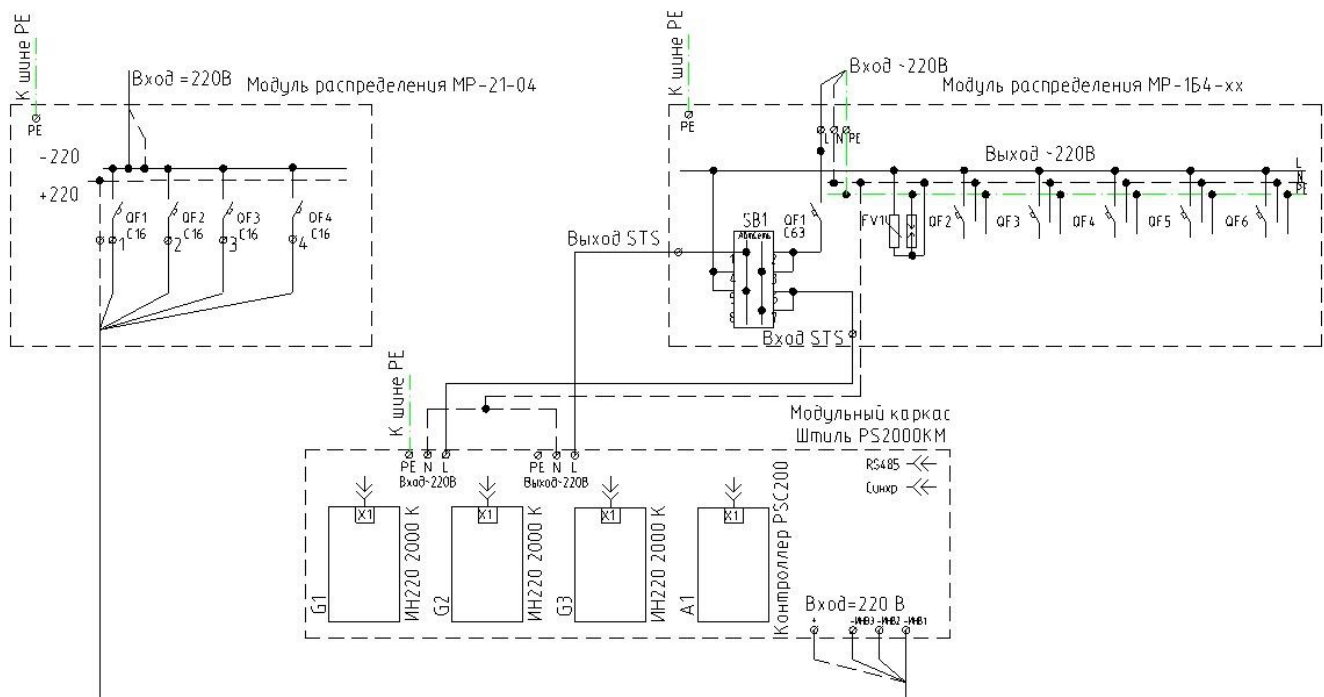 К шине PE
Вход =220В
Модуль распределения МР-21-04
PE
-220
+220
QF1
C16
QF2
C16
QF3
C16
QF4
C16
1
2
3
4
К шине PE
Вход ~220В
Модуль распределения МР-1Б4-хх
PE
L
N
PE
Выход ~220В
L
N
PE
SB1
QF1
C63
FV1
QF2
QF3
QF4
QF5
QF6
Выход STS
Вход STS
К шине PE
Модульный каркас
Штиль PS2000KM
PE
N
L
PE
N
L
Вход~220В
Выход~220В
RS485
Синхр
X1
X1
X1
X1
G1
ИН220 2000 К
G2
ИН220 2000 К
G3
ИН220 2000 К
A1
Контроллер PSC200
Вход=220 В
+
-ИНВ3
-ИНВ2
-ИНВ1